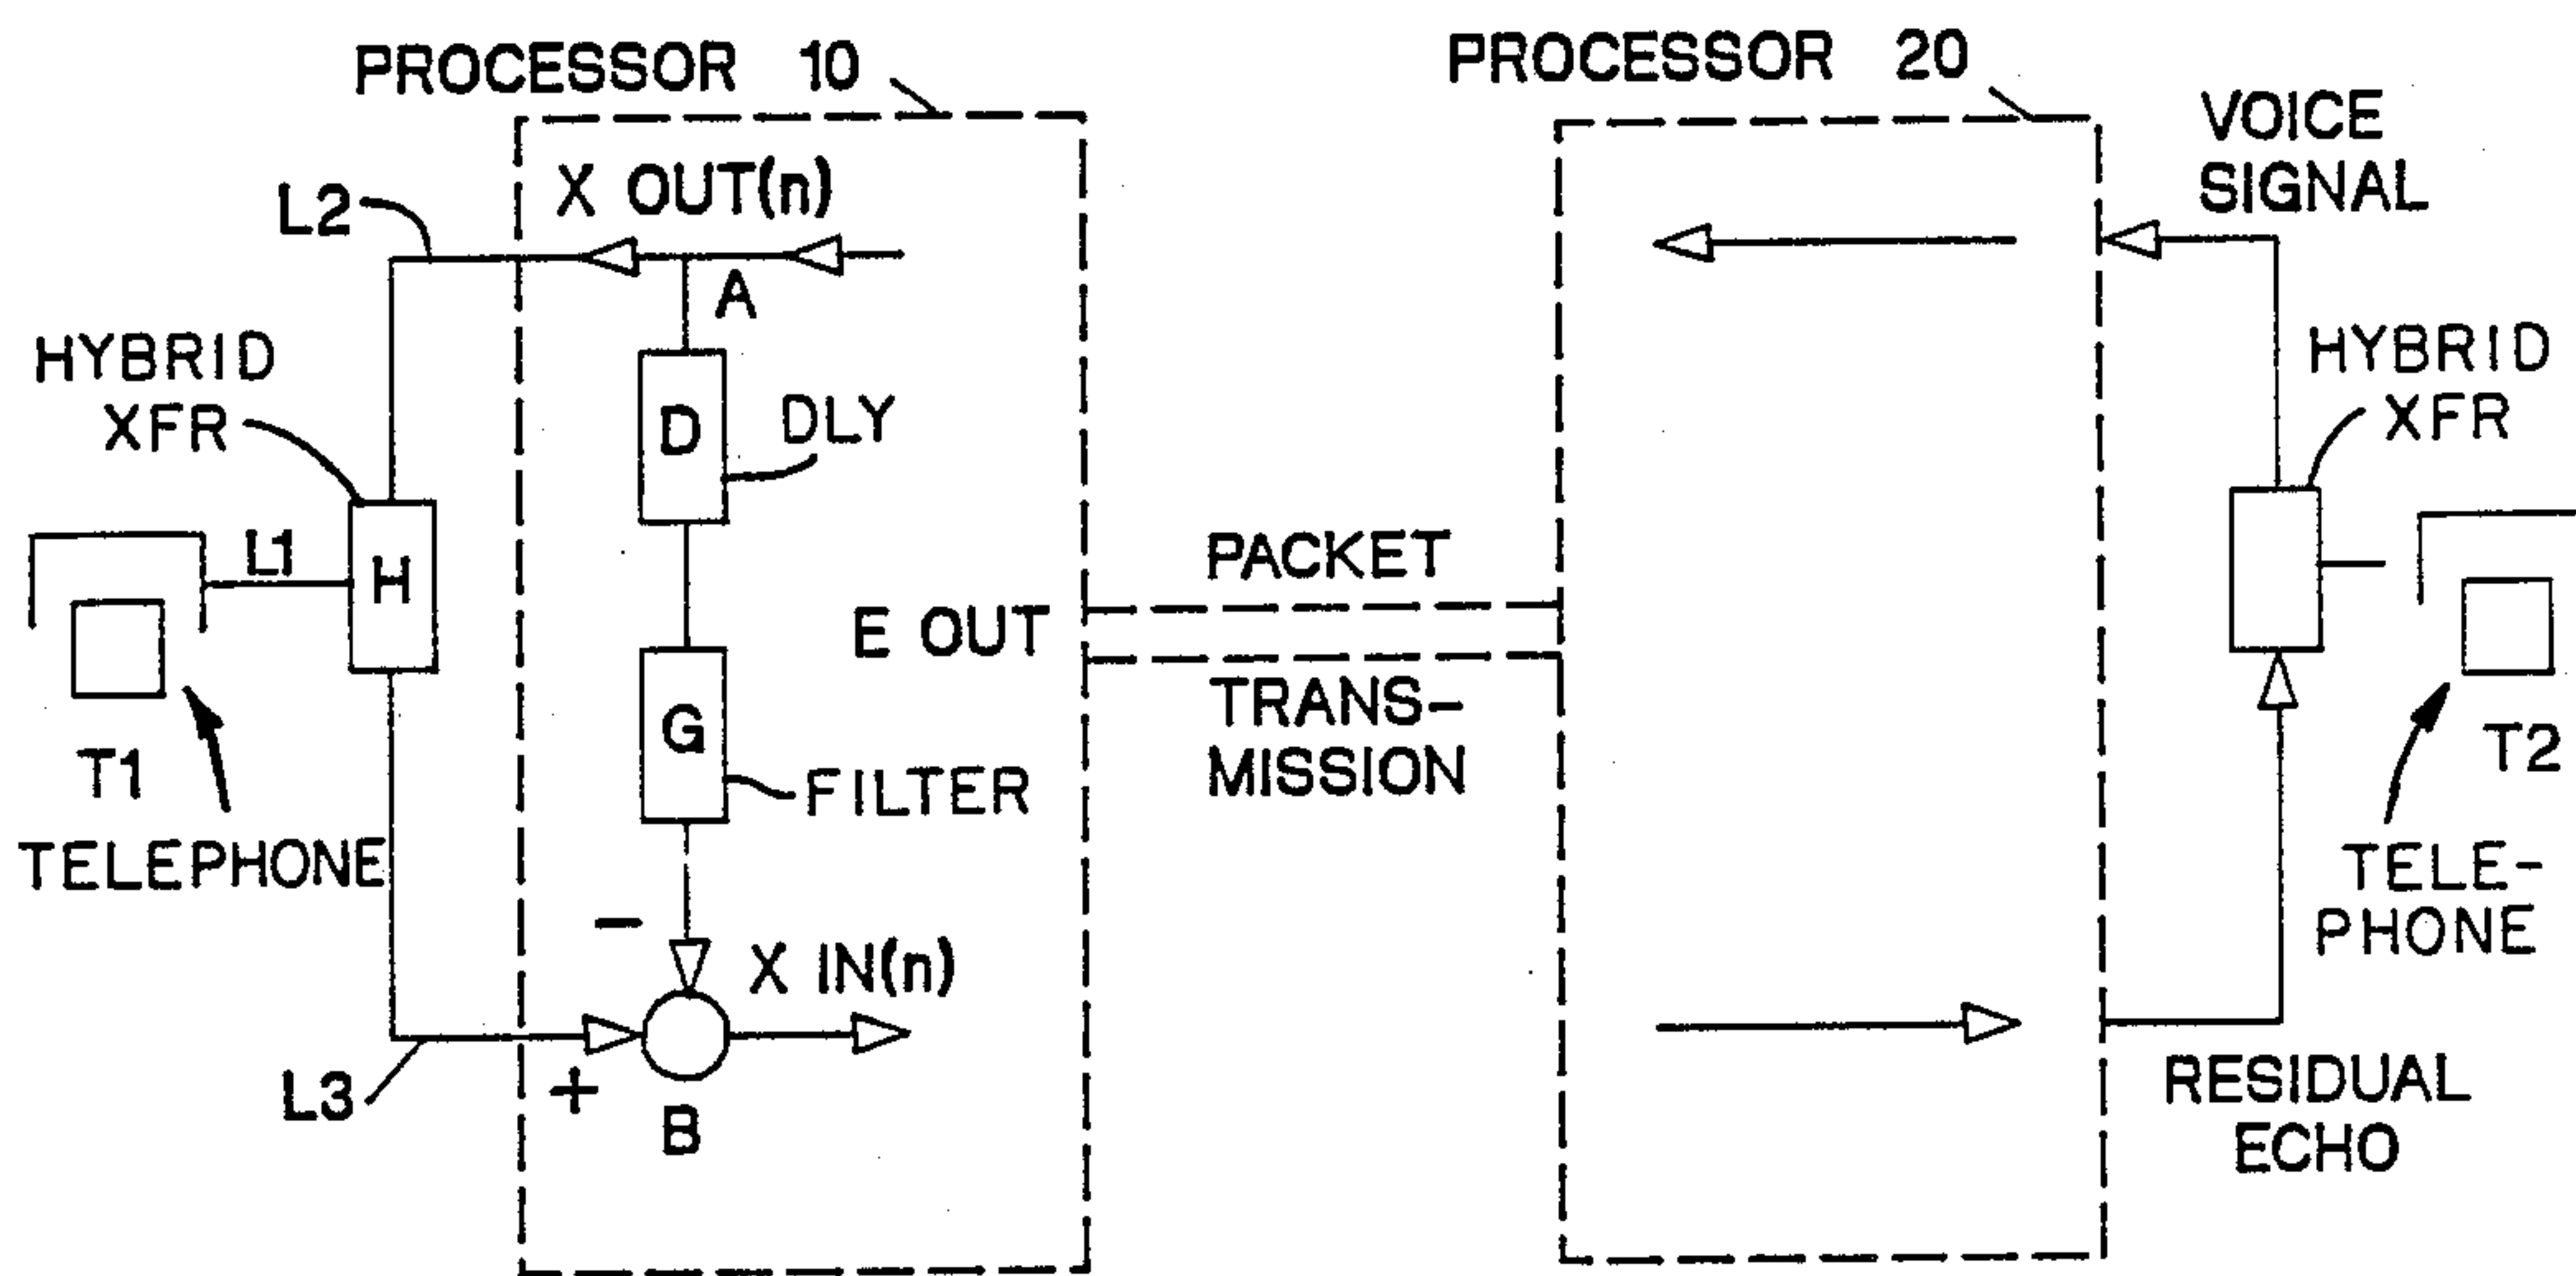 PROCESSOR 10
PROCESSOR 20
VOICE
SIGNAL
X OUT(n)
L2
A
HYBRID
XFR
HYBRID
XFR
D
DLY
L1
H
PACKET
E OUT
TRANS-
MISSION
G
FILTER
T1
TELEPHONE
T2
TELE-
PHONE
-
X IN(n)
+
B
L3
RESIDUAL
ECHO